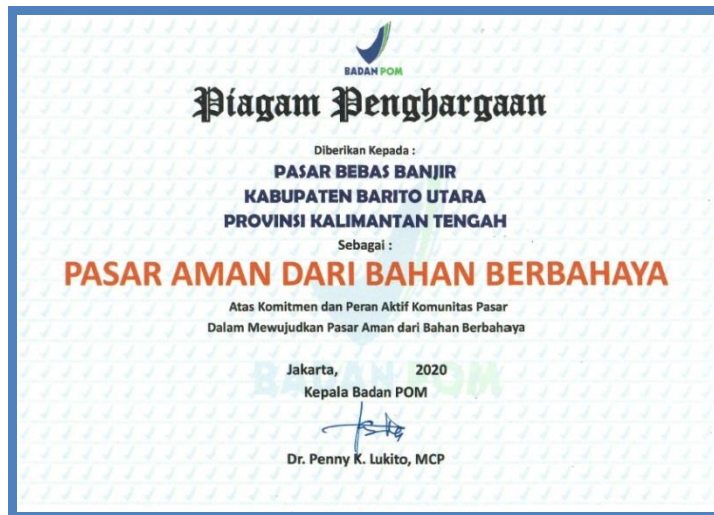 BADAN POM
Piagam Penghargaan
Diberikan Kepada :
PASAR BEBAS BANJIR
KABUPATEN BARITO UTARA
PROVINSI KALIMANTAN TENGAH
Sebagai :
PASAR AMAN DARI BAHAN BERBAHAYA
Atas Komitmen dan Peran Aktif Komunitas Pasar
Dalam Mewujudkan Pasar Aman dari Bahan Berbahaya
BADAN POM
Jakarta, 2020
Kepala Badan POM
Dr. Penny K. Lukito, MCP